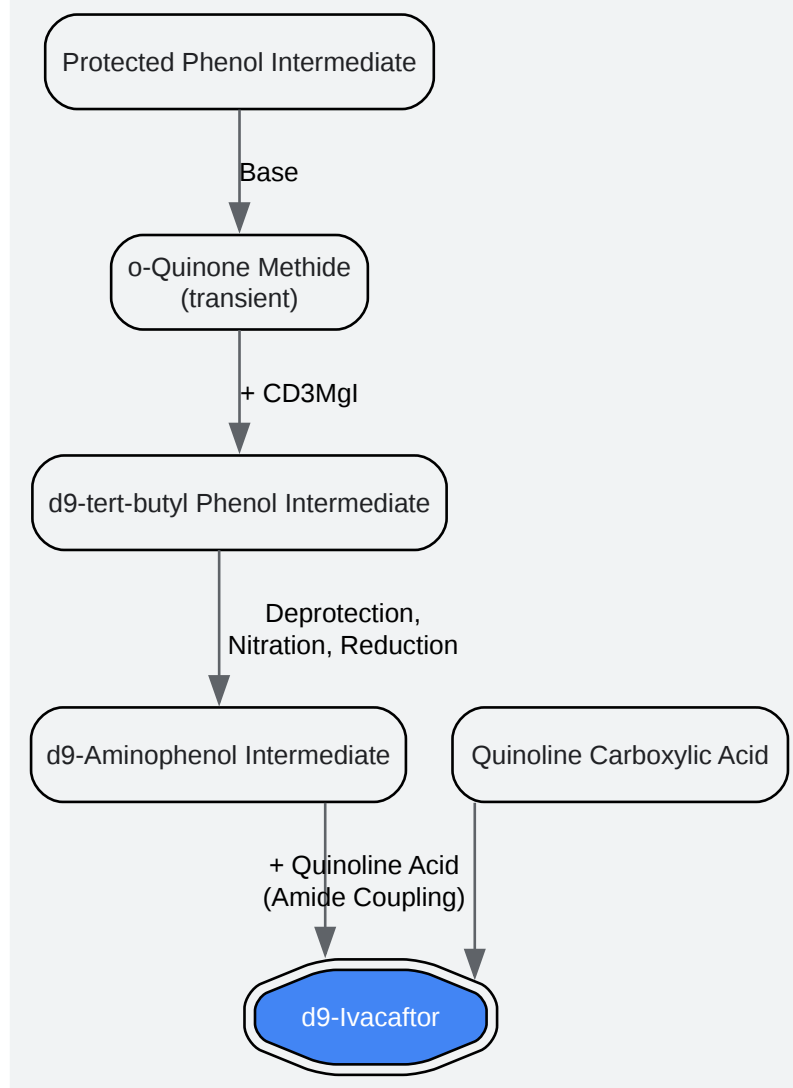 Protected Phenol Intermediate
Base
o-Quinone Methide
(transient)
+ CD3MgI
d9-tert-butyl Phenol Intermediate
Deprotection,
Nitration, Reduction
d9-Aminophenol Intermediate
Quinoline Carboxylic Acid
+ Quinoline Acid
(Amide Coupling)
d9-Ivacaftor